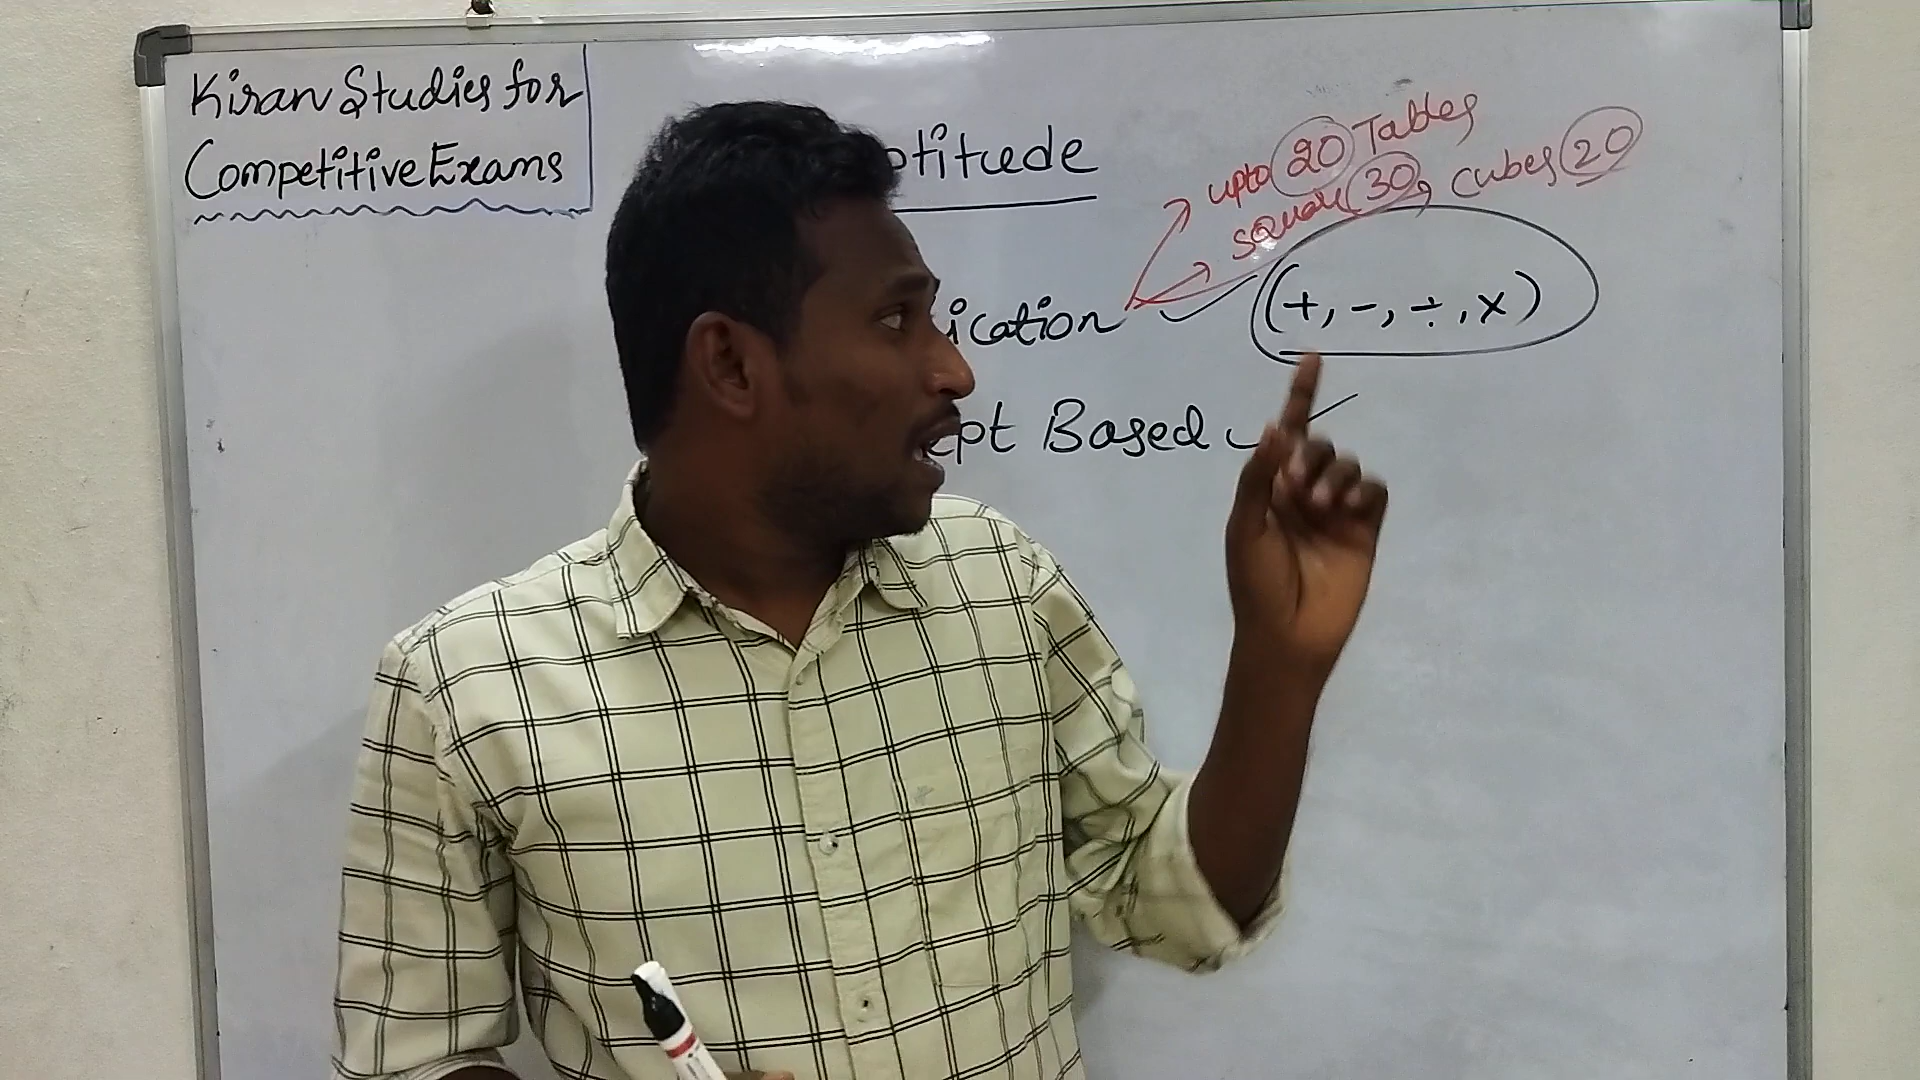 Kiran Studies for
Competitive Exams
ptitude
upto 20 Tables
square 30, cubes 20
ication (+, -, ÷, x)
ept Based